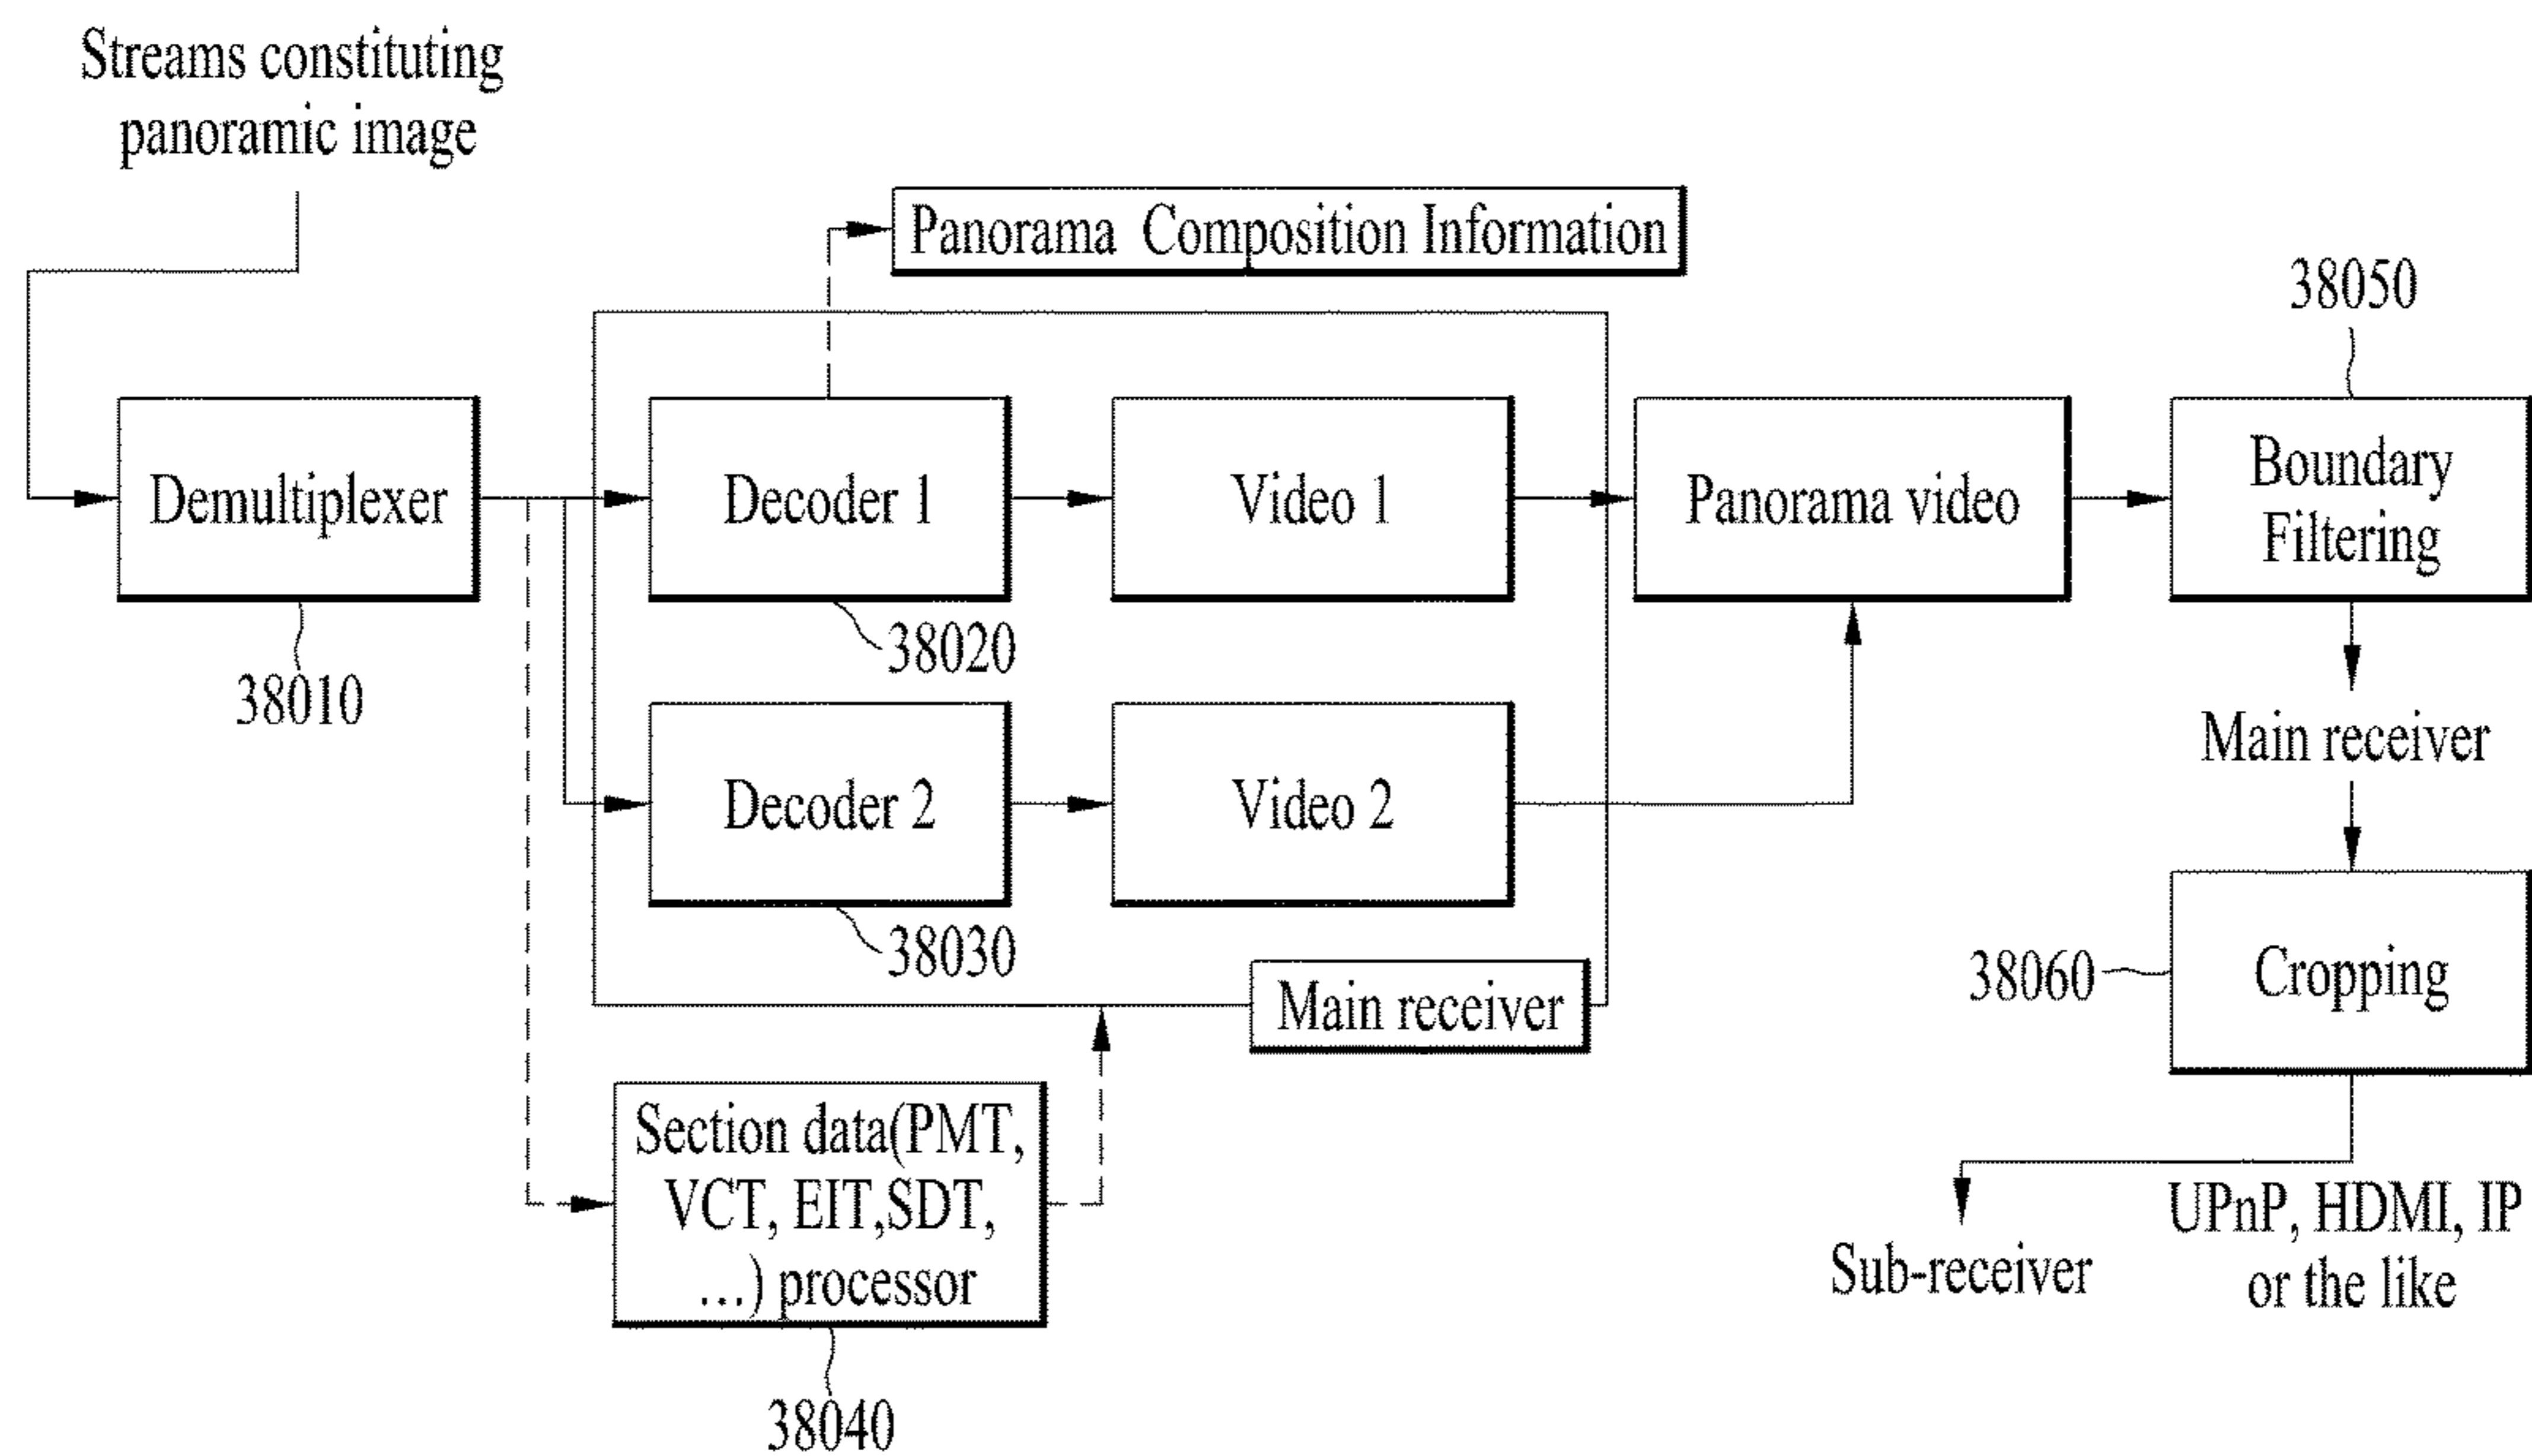 Streams constituting
panoramic image
Panorama Composition Information
38050
Demultiplexer
Decoder 1
Video 1
Panorama video
Boundary
Filtering
38010
38020
Main receiver
Decoder 2
Video 2
38030
Main receiver
38060
Cropping
Section data(PMT,
VCT, EIT,SDT,
...) processor
38040
Sub-receiver
UPnP, HDMI, IP
or the like